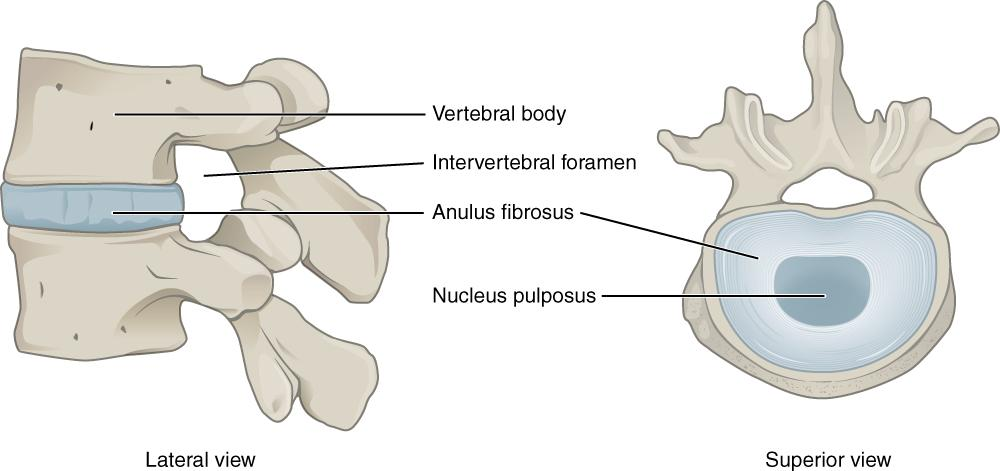 Vertebral body
Intervertebral foramen
Anulus fibrosus
Nucleus pulposus
Lateral view
Superior view